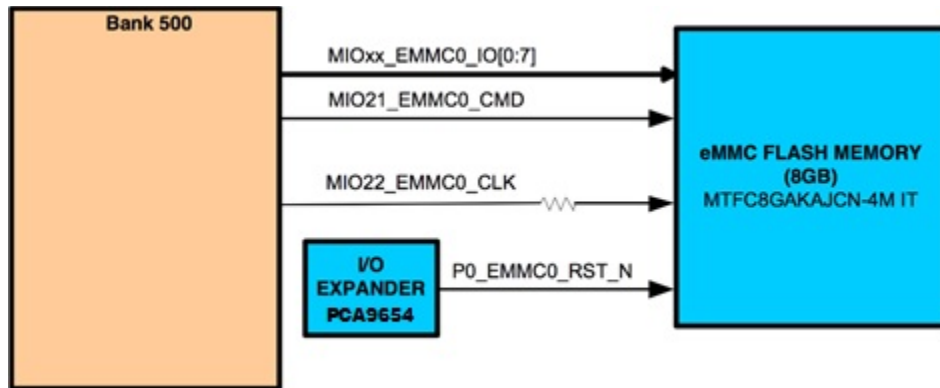 Bank 500
MIOxx_EMMC0_IO[0:7]
MIO21_EMMC0_CMD
MIO22_EMMC0_CLK
eMMC FLASH MEMORY
(8GB)
MTFC8GAKAJCN-4M IT
I/O
EXPANDER
PCA9654
P0_EMMC0_RST_N